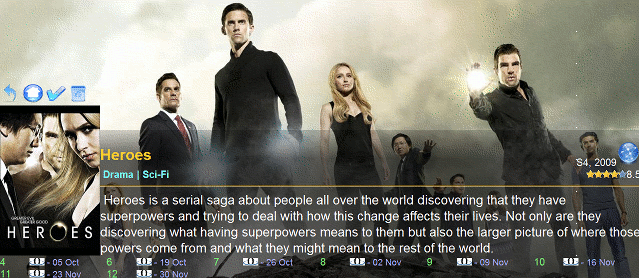 Heroes
S4, 2009
Drama | Sci-Fi
8.5
GREATER EVIL
GREATER GOOD
HEROES
Heroes is a serial saga about people all over the world discovering that they have
superpowers and trying to deal with how this change affects their lives. Not only are they
discovering what having superpowers means to them but also the larger picture of where those
powers come from and what they might mean to the rest of the world.
4 05 Oct 6 19 Oct 7 26 Oct 8 02 Nov 9 09 Nov 10 16 Nov
11 23 Nov 12 30 Nov